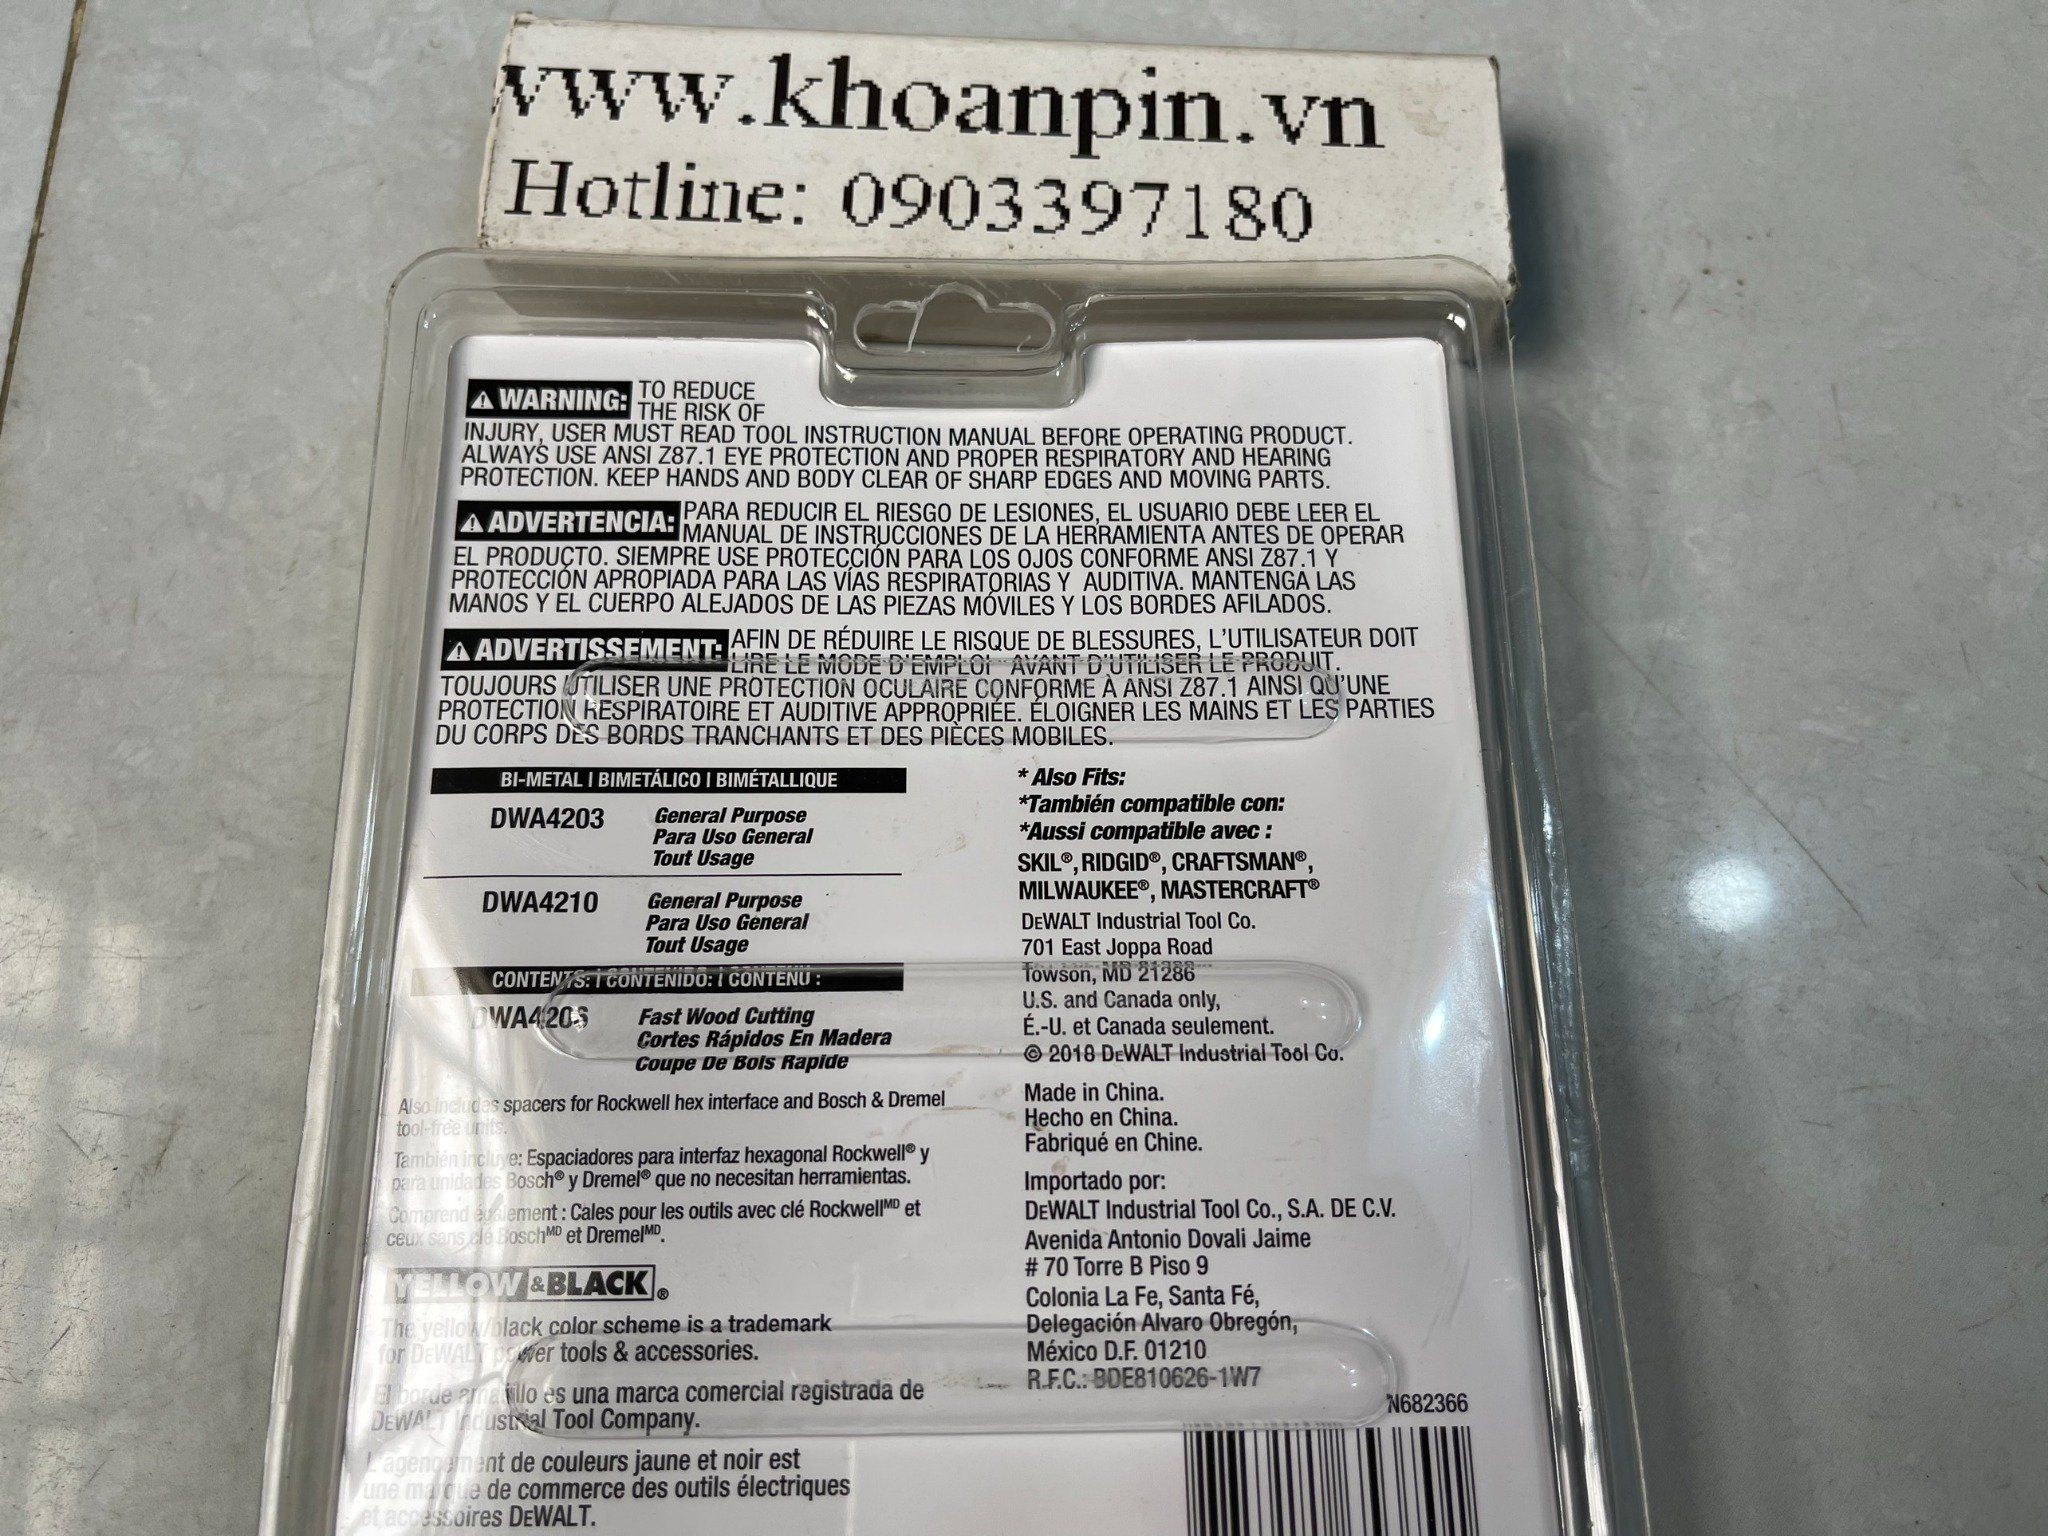 www.khoanpin.vn
Hotline: 0903397180
WARNING: TO REDUCE
THE RISK OF
INJURY, USER MUST READ TOOL INSTRUCTION MANUAL BEFORE OPERATING PRODUCT.
ALWAYS USE ANSI Z87.1 EYE PROTECTION AND PROPER RESPIRATORY AND HEARING
PROTECTION. KEEP HANDS AND BODY CLEAR OF SHARP EDGES AND MOVING PARTS.
ADVERTENCIA: PARA REDUCIR EL RIESGO DE LESIONES, EL USUARIO DEBE LEER EL
MANUAL DE INSTRUCCIONES DE LA HERRAMIENTA ANTES DE OPERAR
EL PRODUCTO. SIEMPRE USE PROTECCIÓN PARA LOS OJOS CONFORME ANSI Z87.1 Y
PROTECCIÓN APROPIADA PARA LAS VÍAS RESPIRATORIAS Y AUDITIVA. MANTENGA LAS
MANOS Y EL CUERPO ALEJADOS DE LAS PIEZAS MÓVILES Y LOS BORDES AFILADOS.
ADVERTISSEMENT: AFIN DE RÉDUIRE LE RISQUE DE BLESSURES, L'UTILISATEUR DOIT
LIRE LE MODE D'EMPLOI AVANT D'UTILISER LE PRODUIT.
TOUJOURS UTILISER UNE PROTECTION OCULAIRE CONFORME À ANSI Z87.1 AINSI QU'UNE
PROTECTION RESPIRATOIRE ET AUDITIVE APPROPRIÉE. ÉLOIGNER LES MAINS ET LES PARTIES
DU CORPS DES BORDS TRANCHANTS ET DES PIÈCES MOBILES.
BI-METAL | BIMETÁLICO | BIMÉTALLIQUE
DWA4203 General Purpose
Para Uso General
Tout Usage
DWA4210 General Purpose
Para Uso General
Tout Usage
CONTENTS: | CONTENIDO: | CONTENU :
DWA4206 Fast Wood Cutting
Cortes Rápidos En Madera
Coupe De Bois Rapide
Also includes spacers for Rockwell hex interface and Bosch & Dremel
tool-free units.
También incluye: Espaciadores para interfaz hexagonal Rockwell® y
para unidades Bosch® y Dremel® que no necesitan herramientas.
Comprend également : Cales pour les outils avec clé Rockwell MD et
ceux sans clé Bosch MD et Dremel MD.
YELLOW & BLACK ®
The yellow/black color scheme is a trademark
for DEWALT power tools & accessories.
El borde amarillo es una marca comercial registrada de
DEWALT Industrial Tool Company.
L'agencement de couleurs jaune et noir est
une marque de commerce des outils électriques
et accessoires DEWALT.
* Also Fits:
*También compatible con:
*Aussi compatible avec :
SKIL®, RIDGID®, CRAFTSMAN®,
MILWAUKEE®, MASTERCRAFT®
DEWALT Industrial Tool Co.
701 East Joppa Road
Towson, MD 21286
U.S. and Canada only,
É.-U. et Canada seulement.
© 2018 DEWALT Industrial Tool Co.
Made in China.
Hecho en China.
Fabriqué en Chine.
Importado por:
DEWALT Industrial Tool Co., S.A. DE C.V.
Avenida Antonio Dovali Jaime
# 70 Torre B Piso 9
Colonia La Fe, Santa Fé,
Delegación Alvaro Obregón,
México D.F. 01210
R.F.C.: BDE810626-1W7
N682366